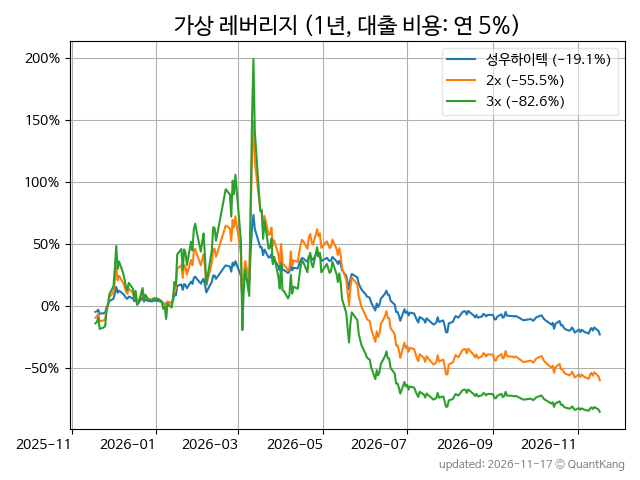 가상 레버리지 (1년, 대출 비용: 연 5%)
성우하이텍 (-19.1%)
2x (-55.5%)
3x (-82.6%)
200%
150%
100%
50%
0%
−50%
2025-11
2026-01
2026-03
2026-05
2026-07
2026-09
2026-11
updated: 2026-11-17 © QuantKang